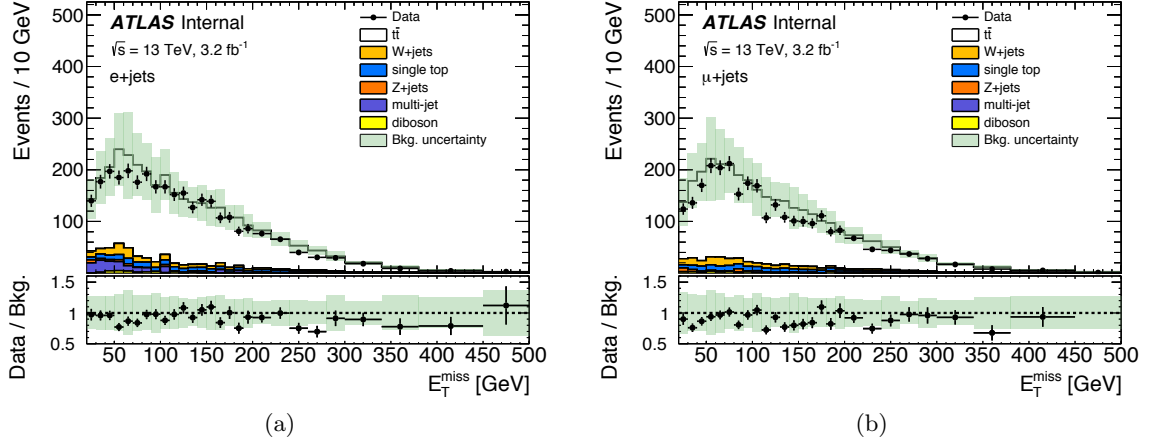 ATLAS Internal
√s = 13 TeV, 3.2 fb⁻¹
e+jets
Data
tt̄
W+jets
single top
Z+jets
multi-jet
diboson
Bkg. uncertainty
Events / 10 GeV
500
400
300
200
100
Data / Bkg.
1.5
1
0.5
50 100 150 200 250 300 350 400 450 500
E_T^miss [GeV]
(a)
ATLAS Internal
√s = 13 TeV, 3.2 fb⁻¹
μ+jets
Data
tt̄
W+jets
single top
Z+jets
multi-jet
diboson
Bkg. uncertainty
Events / 10 GeV
500
400
300
200
100
Data / Bkg.
1.5
1
0.5
50 100 150 200 250 300 350 400 450 500
E_T^miss [GeV]
(b)